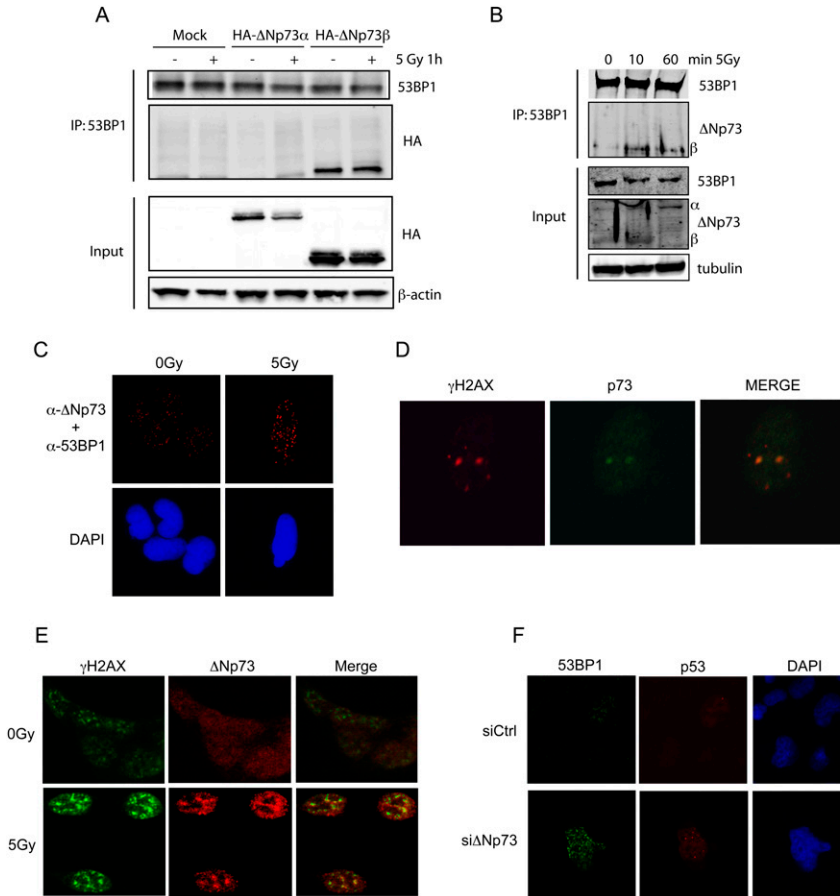 A
Mock HA-ΔNp73α HA-ΔNp73β
- + - + - + 5 Gy 1h
IP: 53BP1
53BP1
HA
Input
HA
β-actin
B
0 10 60 min 5Gy
IP: 53BP1
53BP1
ΔNp73
β
Input
53BP1
α
ΔNp73
β
tubulin
C
0Gy 5Gy
α-ΔNp73
+
α-53BP1
DAPI
D
γH2AX p73 MERGE
E
γH2AX ΔNp73 Merge
0Gy
5Gy
F
53BP1 p53 DAPI
siCtrl
siΔNp73